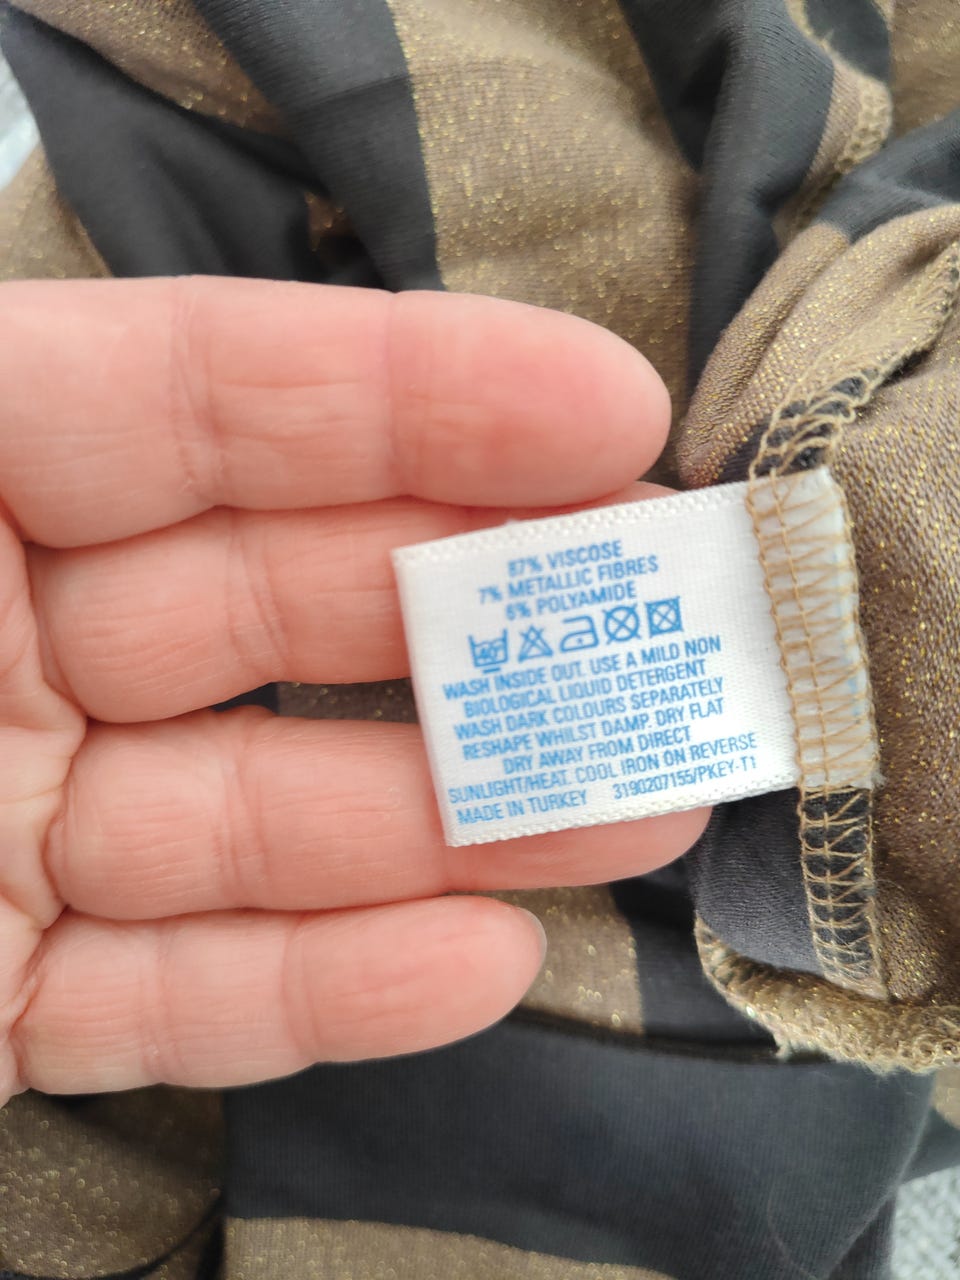 87% VISCOSE
7% METALLIC FIBRES
6% POLYAMIDE
40°
WASH INSIDE OUT. USE A MILD NON
BIOLOGICAL LIQUID DETERGENT
WASH DARK COLOURS SEPARATELY
RESHAPE WHILST DAMP. DRY FLAT
DRY AWAY FROM DIRECT
SUNLIGHT/HEAT. COOL IRON ON REVERSE
MADE IN TURKEY 3190207155/PKEY-T1